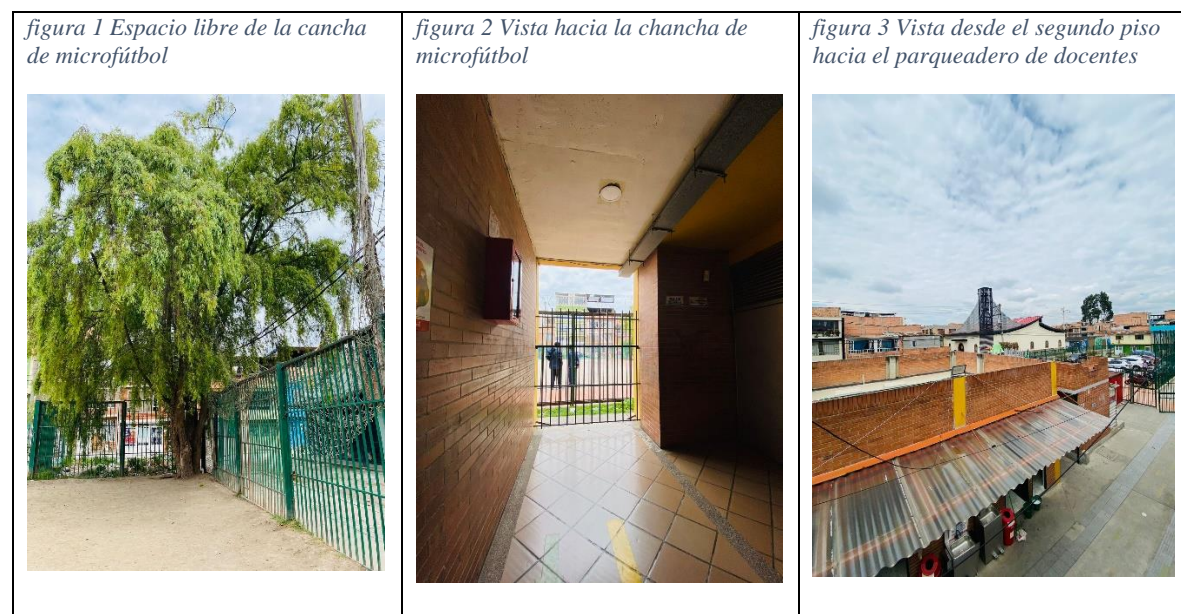 figura 1 Espacio libre de la cancha
de microfútbol
figura 2 Vista hacia la chancha de
microfútbol
figura 3 Vista desde el segundo piso
hacia el parqueadero de docentes